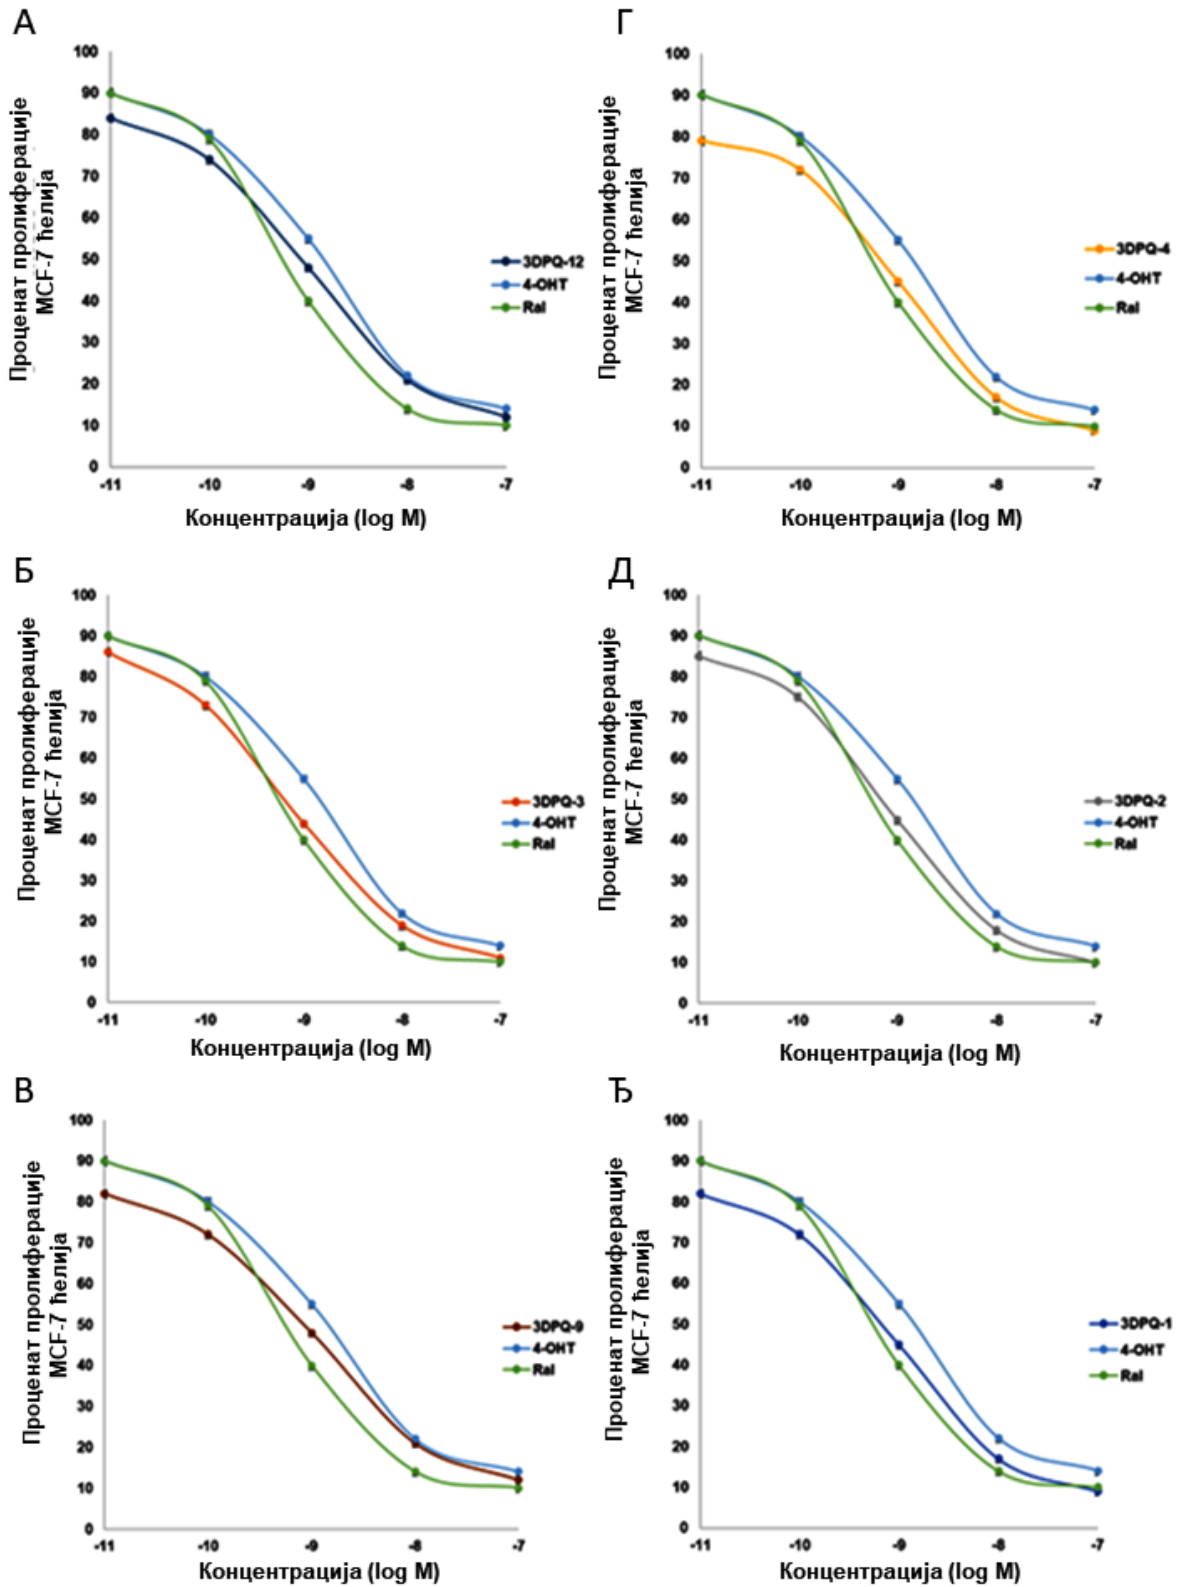 А
Проценат пролиферације
MCF-7 ћелија
100
90
80
70
60
50
40
30
20
10
0
-11 -10 -9 -8 -7
Концентрација (log M)
3DPQ-12
4-OHT
Ral
Г
Проценат пролиферације
MCF-7 ћелија
100
90
80
70
60
50
40
30
20
10
0
-11 -10 -9 -8 -7
Концентрација (log M)
3DPQ-4
4-OHT
Ral
Б
Проценат пролиферације
MCF-7 ћелија
100
90
80
70
60
50
40
30
20
10
0
-11 -10 -9 -8 -7
Концентрација (log M)
3DPQ-3
4-OHT
Ral
Д
Проценат пролиферације
MCF-7 ћелија
100
90
80
70
60
50
40
30
20
10
0
-11 -10 -9 -8 -7
Концентрација (log M)
3DPQ-2
4-OHT
Ral
В
Проценат пролиферације
MCF-7 ћелија
100
90
80
70
60
50
40
30
20
10
0
-11 -10 -9 -8 -7
Концентрација (log M)
3DPQ-9
4-OHT
Ral
Ђ
Проценат пролиферације
MCF-7 ћелија
100
90
80
70
60
50
40
30
20
10
0
-11 -10 -9 -8 -7
Концентрација (log M)
3DPQ-1
4-OHT
Ral